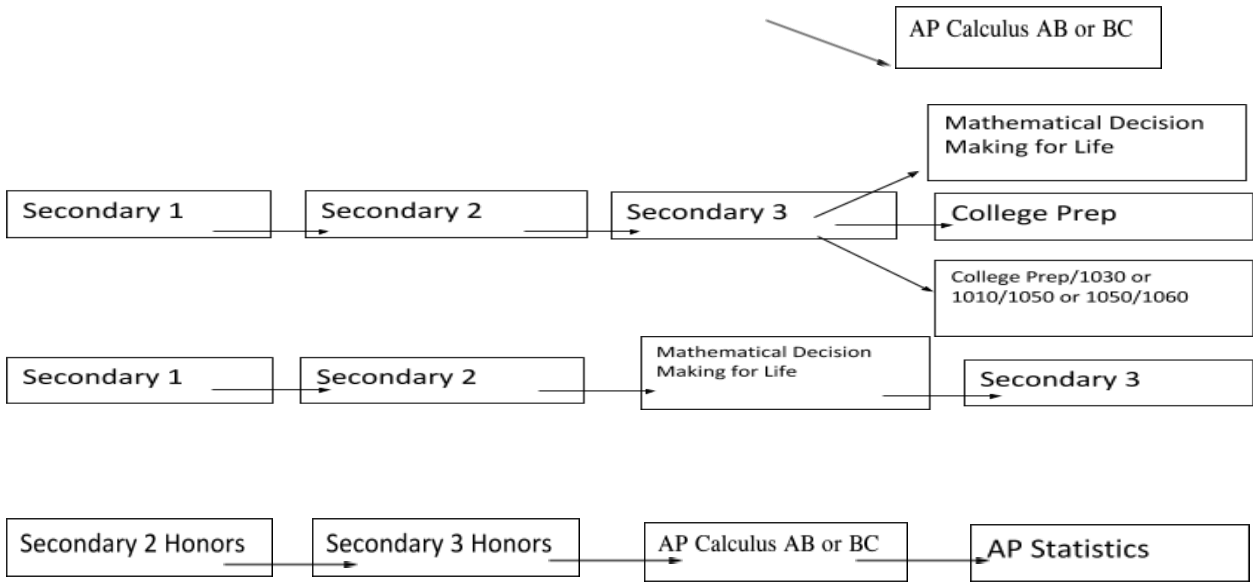 AP Calculus AB or BC
Mathematical Decision
Making for Life
Secondary 1
Secondary 2
Secondary 3
College Prep
College Prep/1030 or
1010/1050 or 1050/1060
Secondary 1
Secondary 2
Mathematical Decision
Making for Life
Secondary 3
Secondary 2 Honors
Secondary 3 Honors
AP Calculus AB or BC
AP Statistics